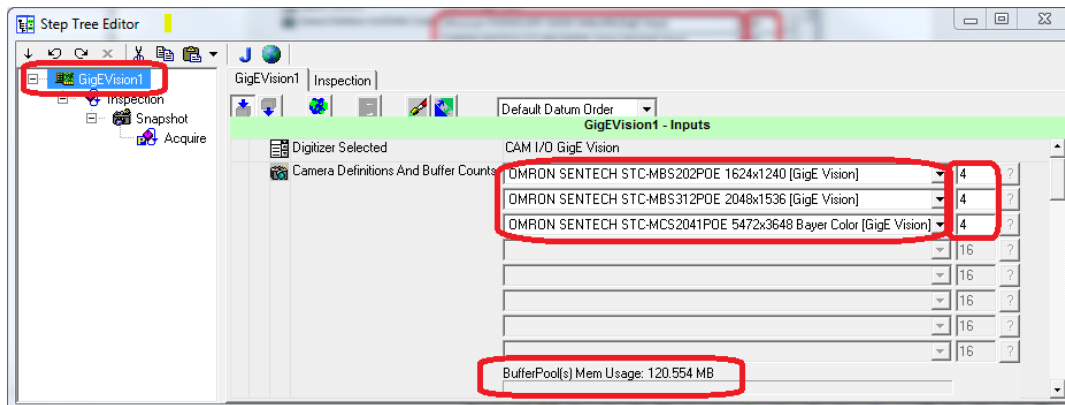 Step Tree Editor
J
GigEVision1
Inspection
Snapshot
Acquire
GigEVision1 Inspection
Default Datum Order
GigEVision1 - Inputs
Digitizer Selected CAM I/O GigE Vision
Camera Definitions And Buffer Counts OMRON SENTECH STC-MBS202POE 1624x1240 [GigE Vision] 4 ?
OMRON SENTECH STC-MBS312POE 2048x1536 [GigE Vision] 4 ?
OMRON SENTECH STC-MCS2041POE 5472x3648 Bayer Color [GigE Vision] 4 ?
16 ?
16 ?
16 ?
16 ?
16 ?
BufferPool(s) Mem Usage: 120.554 MB